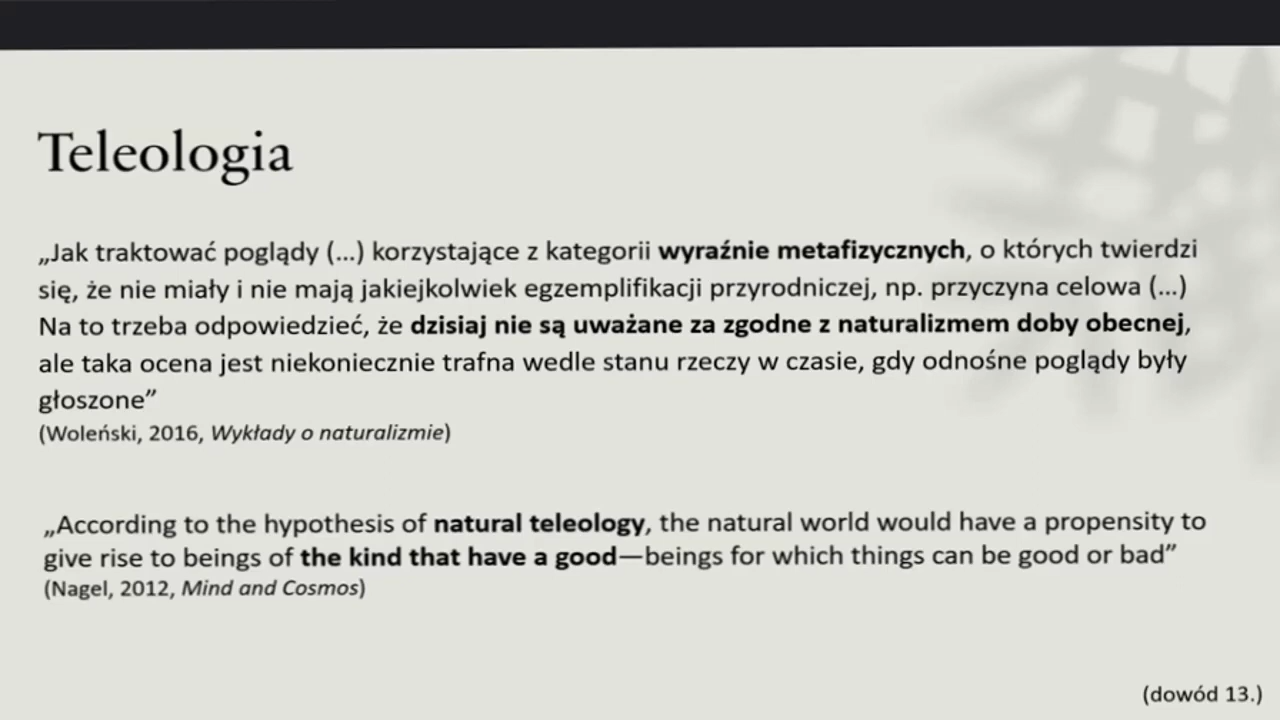 Teleologia
„Jak traktować poglądy (...) korzystające z kategorii wyraźnie metafizycznych, o których twierdzi
się, że nie miały i nie mają jakiejkolwiek egzemplifikacji przyrodniczej, np. przyczyna celowa (...)
Na to trzeba odpowiedzieć, że dzisiaj nie są uważane za zgodne z naturalizmem doby obecnej,
ale taka ocena jest niekoniecznie trafna wedle stanu rzeczy w czasie, gdy odnośne poglądy były
głoszone”
(Woleński, 2016, Wykłady o naturalizmie)
„According to the hypothesis of natural teleology, the natural world would have a propensity to
give rise to beings of the kind that have a good—beings for which things can be good or bad”
(Nagel, 2012, Mind and Cosmos)
(dowód 13.)